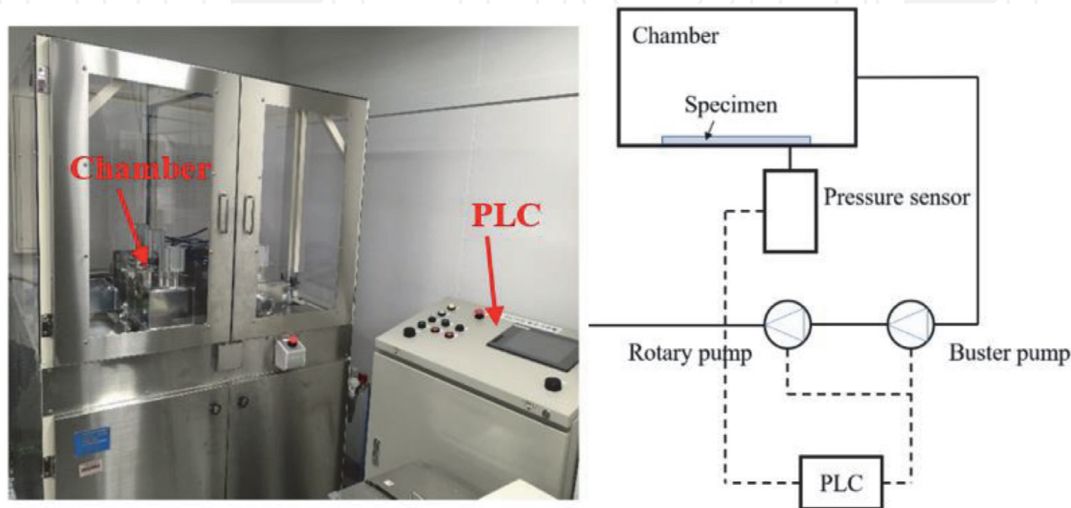 Chamber
PLC
Chamber
Specimen
Pressure sensor
Rotary pump
Buster pump
PLC